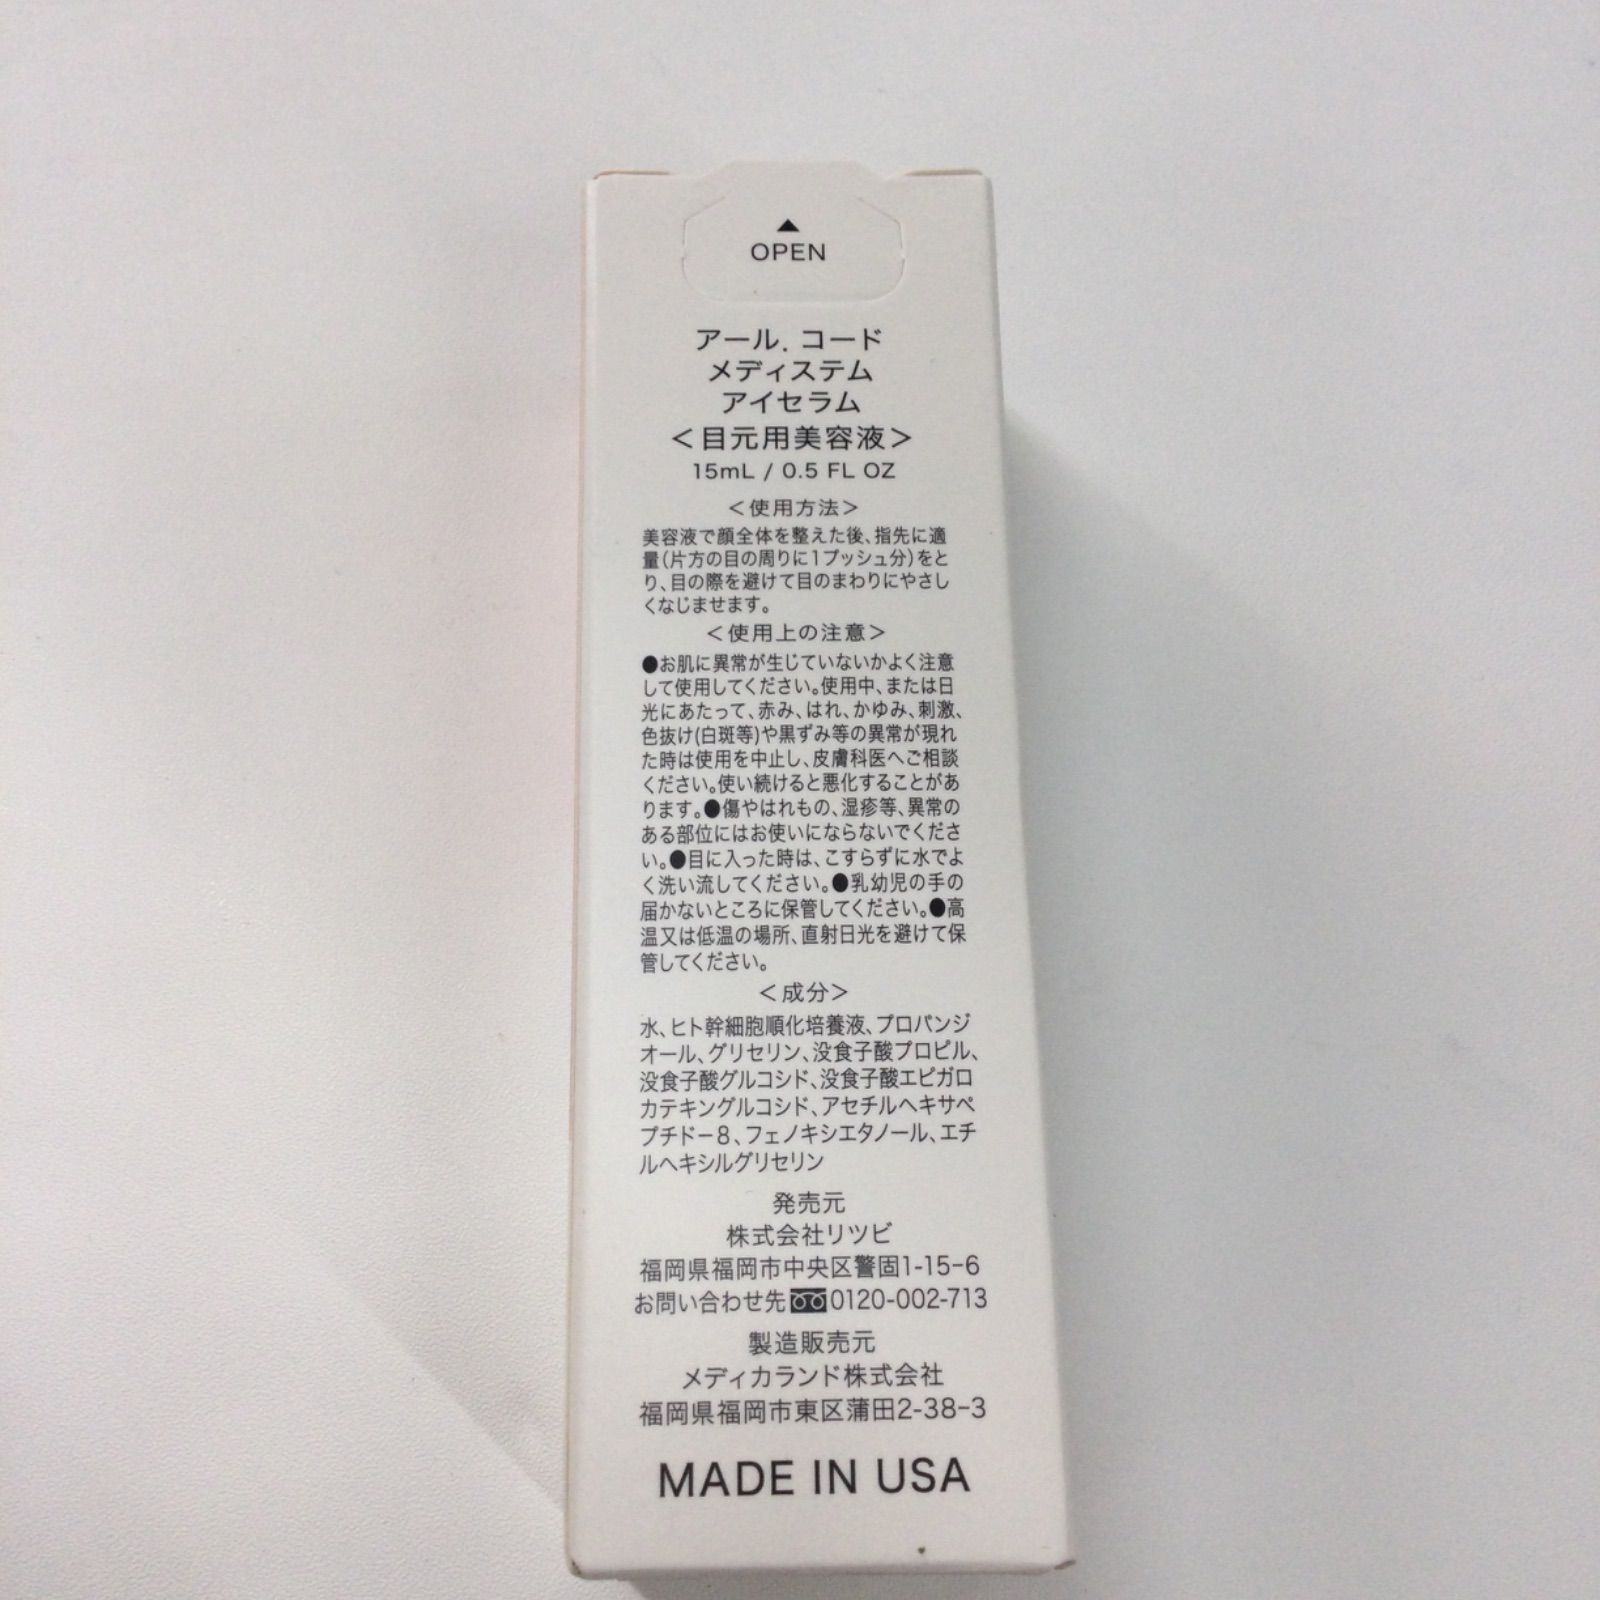 ▲
OPEN
アール. コード
メディステム
アイセラム
＜目元用美容液＞
15mL / 0.5 FL OZ
＜使用方法＞
美容液で顔全体を整えた後、指先に適
量（片方の目の周りに1プッシュ分）をと
り、目の際を避けて目のまわりにやさし
くなじませます。
＜使用上の注意＞
●お肌に異常が生じていないかよく注意
して使用してください。使用中、または日
光にあたって、赤み、はれ、かゆみ、刺激、
色抜け(白斑等)や黒ずみ等の異常が現れ
た時は使用を中止し、皮膚科医へご相談
ください。使い続けると悪化することがあ
ります。●傷やはれもの、湿疹等、異常の
ある部位にはお使いにならないでくださ
い。●目に入った時は、こすらずに水でよ
く洗い流してください。●乳幼児の手の
届かないところに保管してください。●高
温又は低温の場所、直射日光を避けて保
管してください。
＜成分＞
水、ヒト幹細胞順化培養液、プロパンジ
オール、グリセリン、没食子酸プロピル、
没食子酸グルコシド、没食子酸エピガロ
カテキングルコシド、アセチルヘキサペ
プチド－8、フェノキシエタノール、エチ
ルヘキシルグリセリン
発売元
株式会社リツビ
福岡県福岡市中央区警固1-15-6
お問い合わせ先 0120-002-713
製造販売元
メディカランド株式会社
福岡県福岡市東区蒲田2-38-3
MADE IN USA